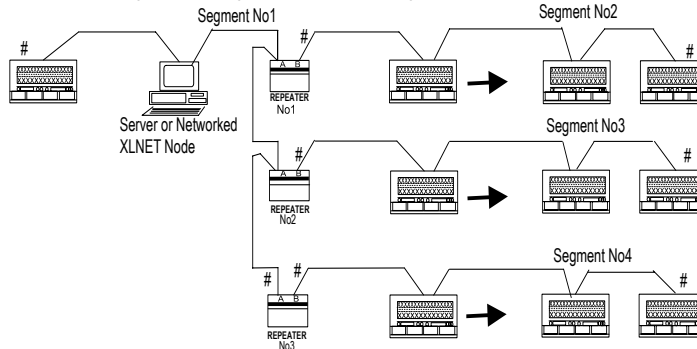 Segment No1
Segment No2
#
#
#
A B
REPEATER
No1
Server or Networked
XLNET Node
Segment No3
#
#
A B
REPEATER
No2
Segment No4
#
#
#
A B
REPEATER
No3